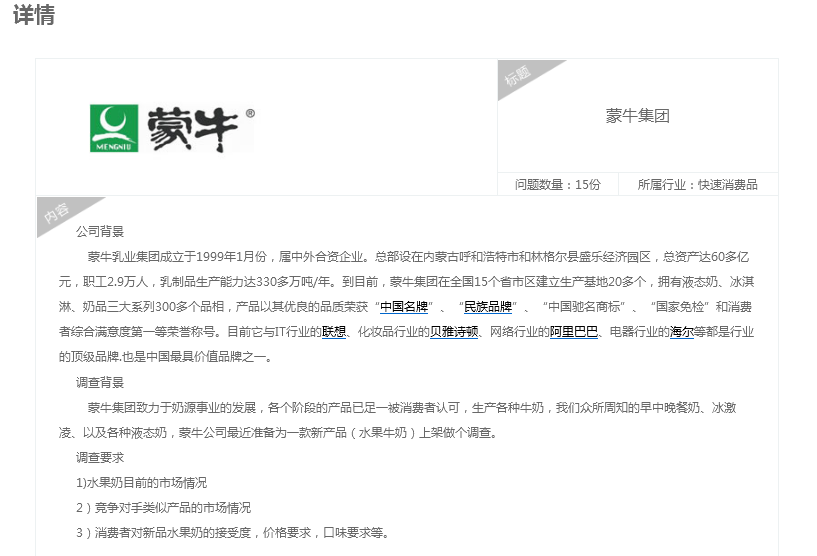 详情
MENGNIU
蒙牛®
标题
蒙牛集团
问题数量：15份
所属行业：快速消费品
内容
公司背景
蒙牛乳业集团成立于1999年1月份，属中外合资企业。总部设在内蒙古呼和浩特市和林格尔县盛乐经济园区，总资产达60多亿
元，职工2.9万人，乳制品生产能力达330多万吨/年。到目前，蒙牛集团在全国15个省市区建立生产基地20多个，拥有液态奶、冰淇
淋、奶品三大系列300多个品相，产品以其优良的品质荣获“中国名牌”、“民族品牌”、“中国驰名商标”、“国家免检”和消费
者综合满意度第一等荣誉称号。目前它与IT行业的联想、化妆品行业的贝雅诗顿、网络行业的阿里巴巴、电器行业的海尔等都是行业
的顶级品牌.也是中国最具价值品牌之一。
调查背景
蒙牛集团致力于奶源事业的发展，各个阶段的产品已足一被消费者认可，生产各种牛奶，我们众所周知的早中晚餐奶、冰激
凌、以及各种液态奶，蒙牛公司最近准备为一款新产品（水果牛奶）上架做个调查。
调查要求
1)水果奶目前的市场情况
2）竞争对手类似产品的市场情况
3）消费者对新品水果奶的接受度，价格要求，口味要求等。